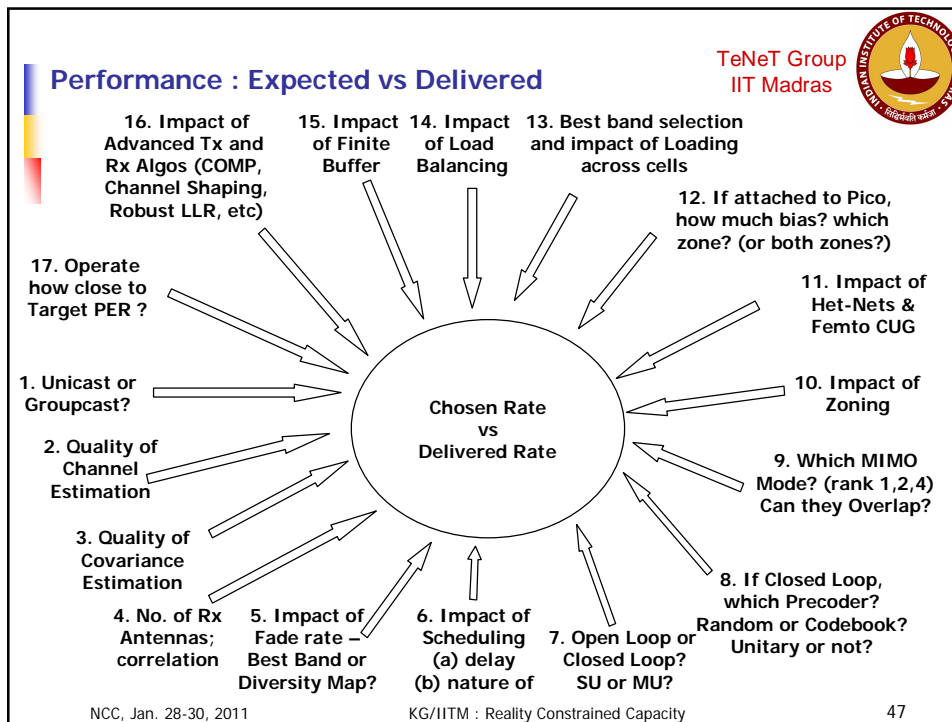 Performance : Expected vs Delivered
TeNeT Group
IIT Madras
INDIAN INSTITUTE OF TECHNOLOGY MADRAS
सिद्धिर्भवति कर्मजा
16. Impact of
Advanced Tx and
Rx Algos (COMP,
Channel Shaping,
Robust LLR, etc)
15. Impact
of Finite
Buffer
14. Impact
of Load
Balancing
13. Best band selection
and impact of Loading
across cells
12. If attached to Pico,
how much bias? which
zone? (or both zones?)
17. Operate
how close to
Target PER ?
11. Impact of
Het-Nets &
Femto CUG
1. Unicast or
Groupcast?
Chosen Rate
vs
Delivered Rate
10. Impact of
Zoning
2. Quality of
Channel
Estimation
9. Which MIMO
Mode? (rank 1,2,4)
Can they Overlap?
3. Quality of
Covariance
Estimation
8. If Closed Loop,
which Precoder?
Random or Codebook?
Unitary or not?
4. No. of Rx
Antennas;
correlation
5. Impact of
Fade rate –
Best Band or
Diversity Map?
6. Impact of
Scheduling
(a) delay
(b) nature of
7. Open Loop or
Closed Loop?
SU or MU?
NCC, Jan. 28-30, 2011
KG/IITM : Reality Constrained Capacity
47